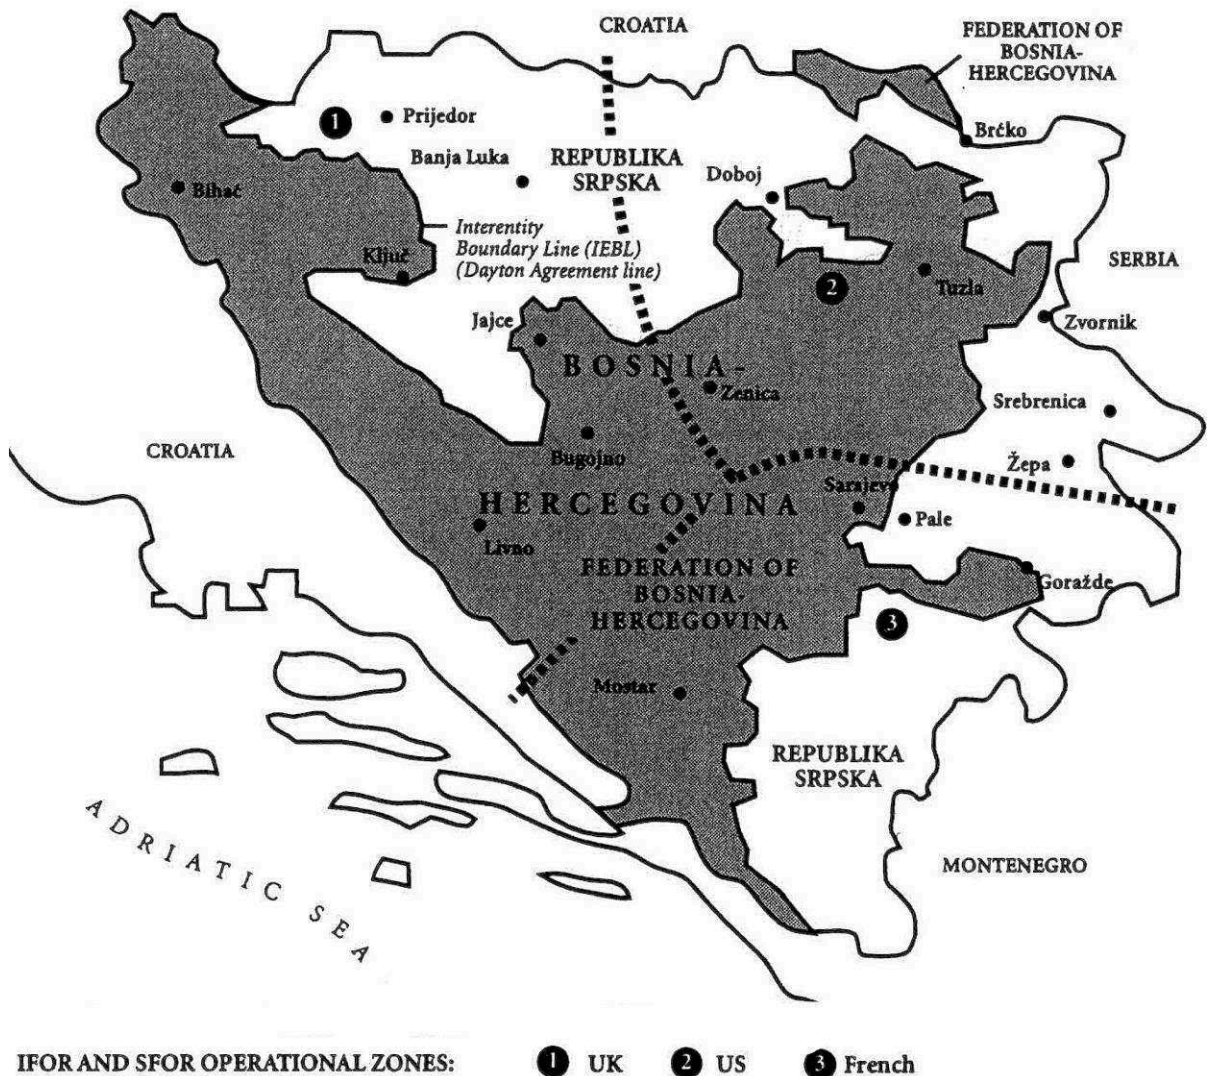 CROATIA
FEDERATION OF
BOSNIA-
HERCEGOVINA
1
Prijedor
Brćko
Banja Luka
REPUBLIKA
SRPSKA
Doboj
Bihać
Interentity
Boundary Line (IEBL)
(Dayton Agreement line)
Ključ
SERBIA
2
Tuzla
Jajce
Zvornik
BOSNIA-
Zenica
Srebrenica
CROATIA
Bugojno
Žepa
Sarajevo
HERCEGOVINA
Pale
Livno
FEDERATION OF
BOSNIA-
HERCEGOVINA
Goražde
3
Mostar
REPUBLIKA
SRPSKA
ADRIATIC SEA
MONTENEGRO
IFOR AND SFOR OPERATIONAL ZONES: 1 UK 2 US 3 French